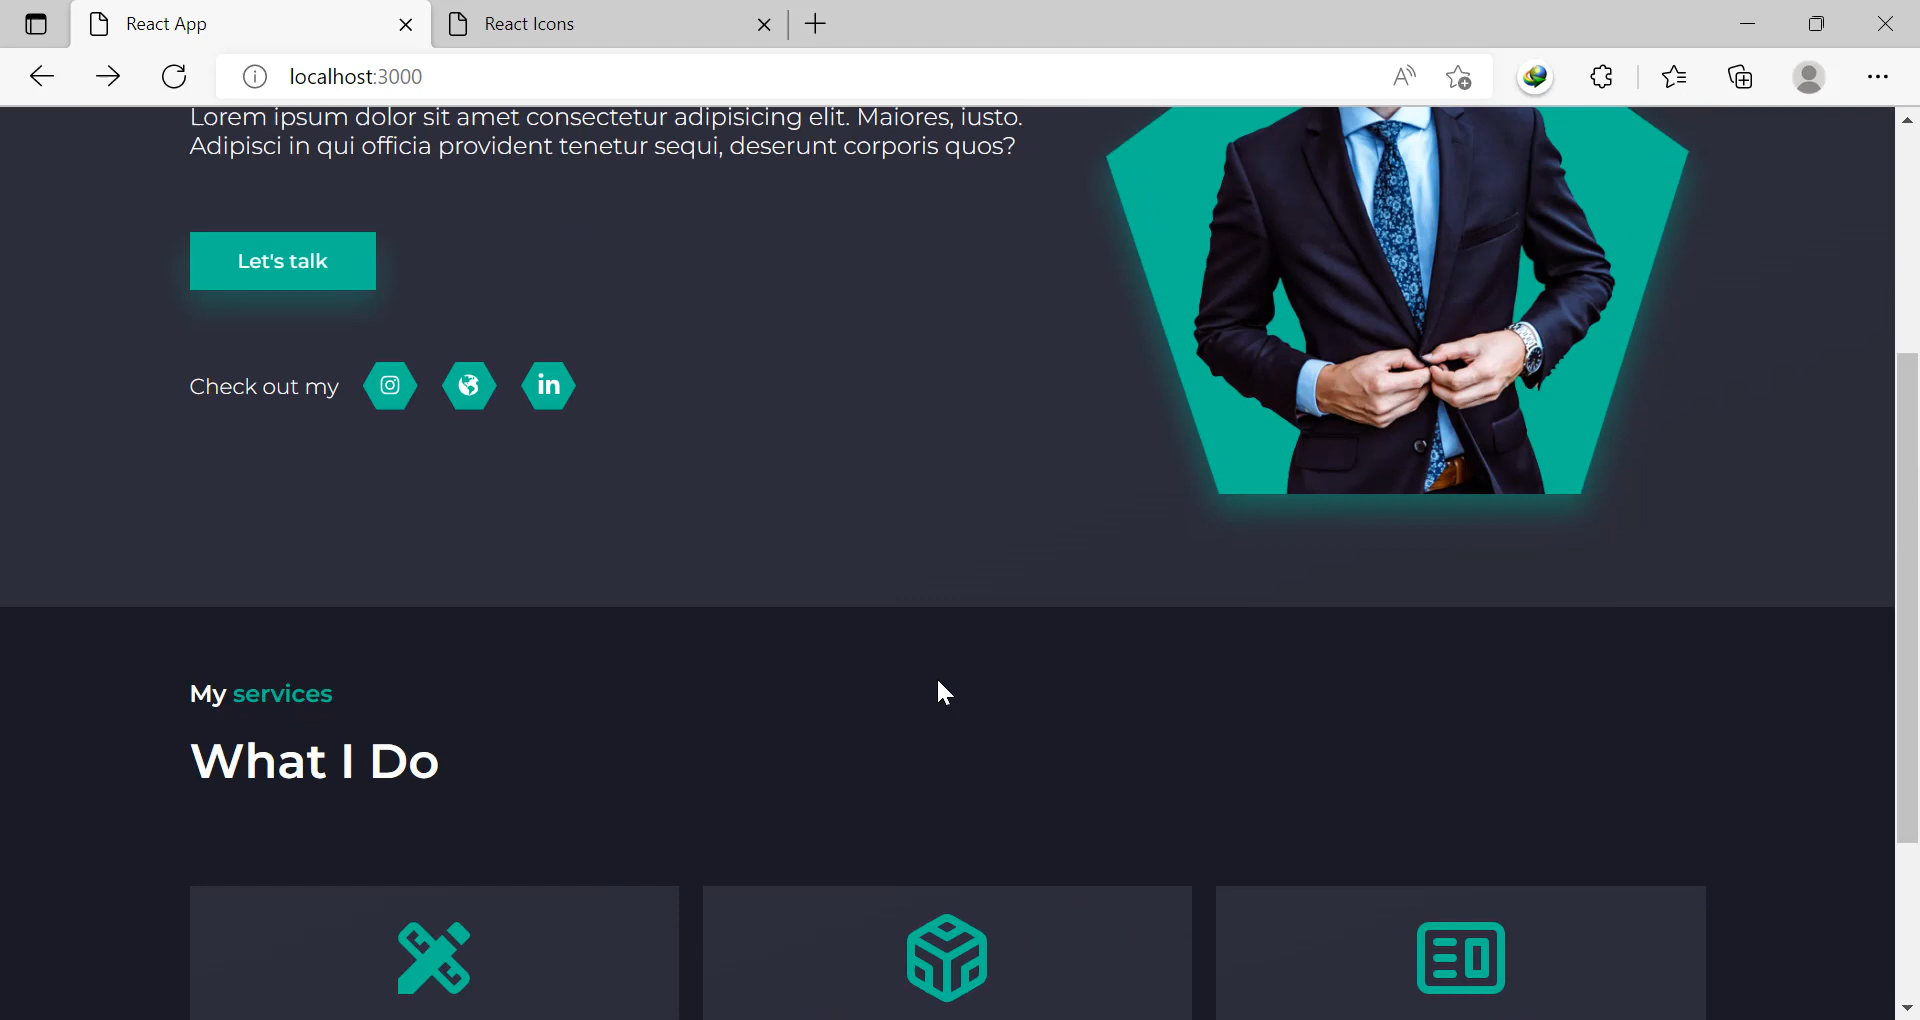 React App
React Icons
localhost:3000
Lorem ipsum dolor sit amet consectetur adipisicing elit. Maiores, iusto.
Adipisci in qui officia provident tenetur sequi, deserunt corporis quos?
Let's talk
Check out my
in
My services
What I Do